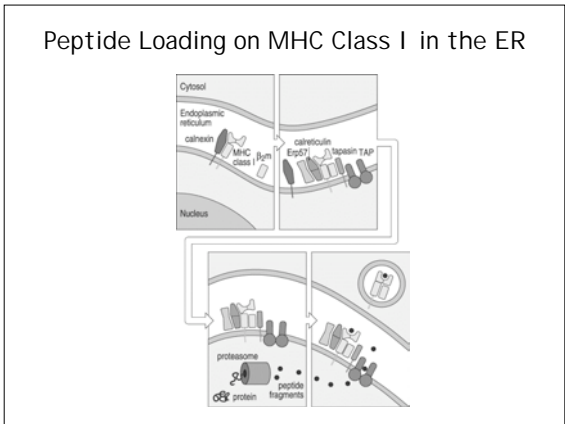 Peptide Loading on MHC Class I in the ER
Cytosol
Endoplasmic
reticulum
calnexin
MHC
class I
β2m
Nucleus
calreticulin
Erp57
tapasin TAP
proteasome
protein
peptide
fragments